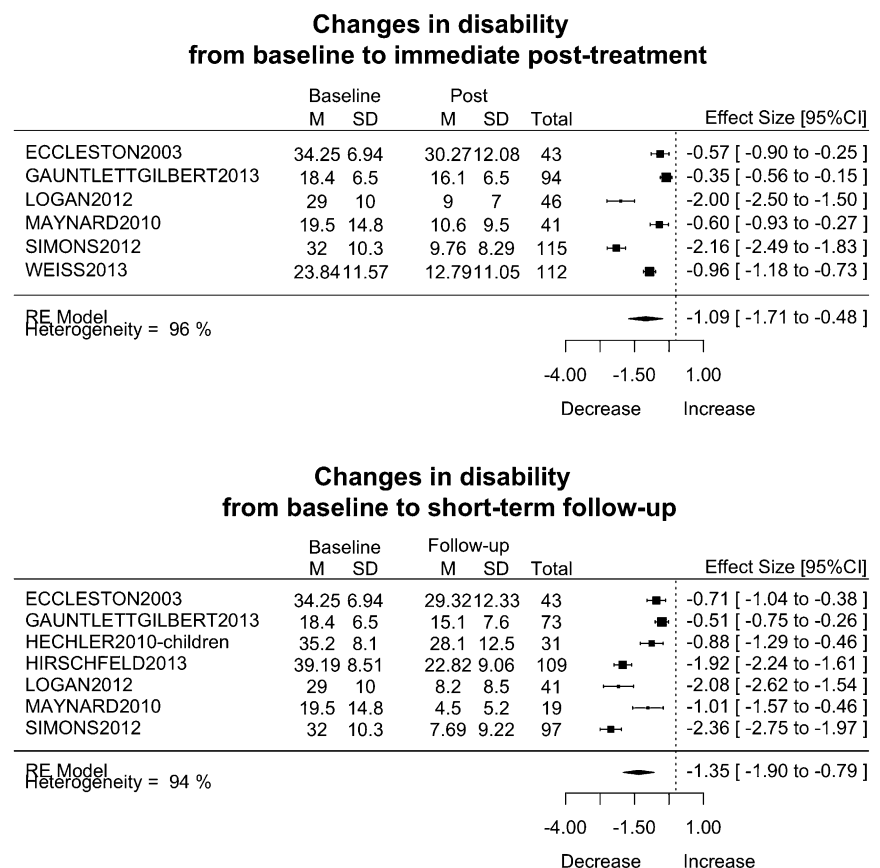 Changes in disability
from baseline to immediate post-treatment
Baseline Post
M SD M SD Total Effect Size [95%CI]
ECCLESTON2003 34.25 6.94 30.27 12.08 43 -0.57 [ -0.90 to -0.25 ]
GAUNTLETTGILBERT2013 18.4 6.5 16.1 6.5 94 -0.35 [ -0.56 to -0.15 ]
LOGAN2012 29 10 9 7 46 -2.00 [ -2.50 to -1.50 ]
MAYNARD2010 19.5 14.8 10.6 9.5 41 -0.60 [ -0.93 to -0.27 ]
SIMONS2012 32 10.3 9.76 8.29 115 -2.16 [ -2.49 to -1.83 ]
WEISS2013 23.84 11.57 12.79 11.05 112 -0.96 [ -1.18 to -0.73 ]
RE Model -1.09 [ -1.71 to -0.48 ]
Heterogeneity = 96 %
-4.00 -1.50 1.00
Decrease Increase
Changes in disability
from baseline to short-term follow-up
Baseline Follow-up
M SD M SD Total Effect Size [95%CI]
ECCLESTON2003 34.25 6.94 29.32 12.33 43 -0.71 [ -1.04 to -0.38 ]
GAUNTLETTGILBERT2013 18.4 6.5 15.1 7.6 73 -0.51 [ -0.75 to -0.26 ]
HECHLER2010-children 35.2 8.1 28.1 12.5 31 -0.88 [ -1.29 to -0.46 ]
HIRSCHFELD2013 39.19 8.51 22.82 9.06 109 -1.92 [ -2.24 to -1.61 ]
LOGAN2012 29 10 8.2 8.5 41 -2.08 [ -2.62 to -1.54 ]
MAYNARD2010 19.5 14.8 4.5 5.2 19 -1.01 [ -1.57 to -0.46 ]
SIMONS2012 32 10.3 7.69 9.22 97 -2.36 [ -2.75 to -1.97 ]
RE Model -1.35 [ -1.90 to -0.79 ]
Heterogeneity = 94 %
-4.00 -1.50 1.00
Decrease Increase